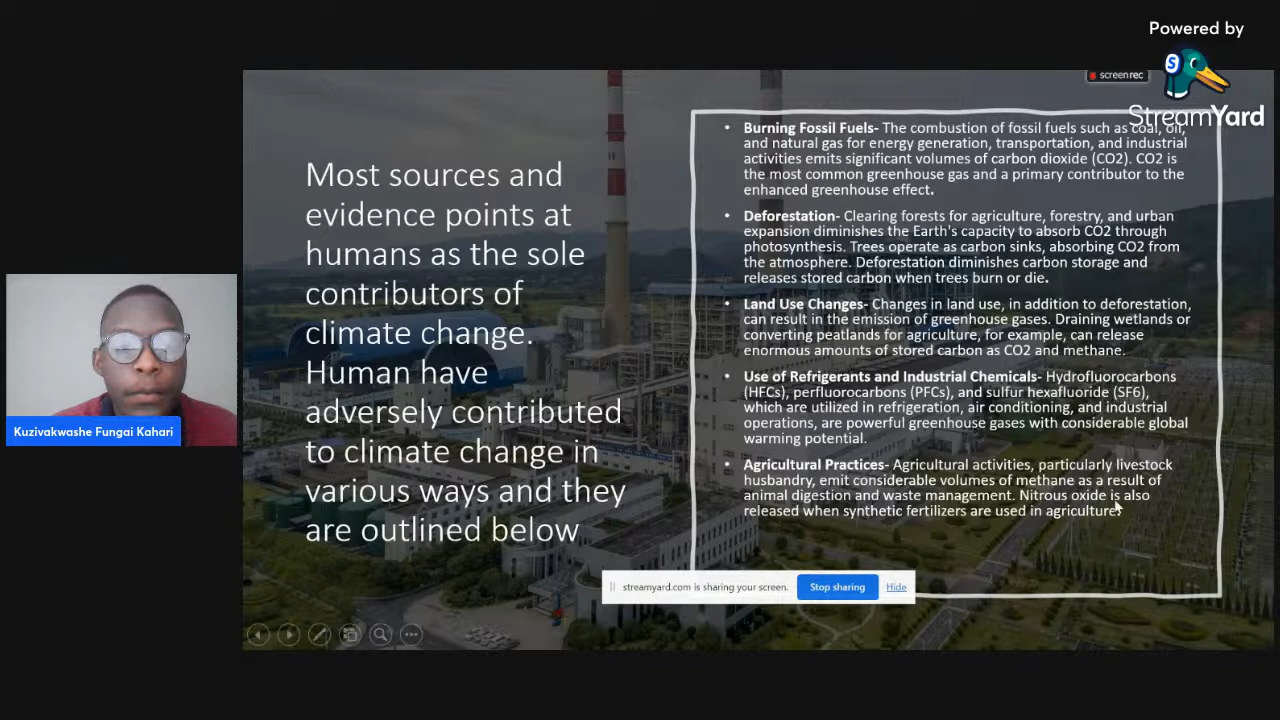 Powered by
StreamYard
screenrec
Most sources and
evidence points at
humans as the sole
contributors of
climate change.
Human have
adversely contributed
to climate change in
various ways and they
are outlined below
• Burning Fossil Fuels- The combustion of fossil fuels such as coal, oil,
and natural gas for energy generation, transportation, and industrial
activities emits significant volumes of carbon dioxide (CO2). CO2 is
the most common greenhouse gas and a primary contributor to the
enhanced greenhouse effect.
• Deforestation- Clearing forests for agriculture, forestry, and urban
expansion diminishes the Earth's capacity to absorb CO2 through
photosynthesis. Trees operate as carbon sinks, absorbing CO2 from
the atmosphere. Deforestation diminishes carbon storage and
releases stored carbon when trees burn or die.
• Land Use Changes- Changes in land use, in addition to deforestation,
can result in the emission of greenhouse gases. Draining wetlands or
converting peatlands for agriculture, for example, can release
enormous amounts of stored carbon as CO2 and methane.
• Use of Refrigerants and Industrial Chemicals- Hydrofluorocarbons
(HFCs), perfluorocarbons (PFCs), and sulfur hexafluoride (SF6),
which are utilized in refrigeration, air conditioning, and industrial
operations, are powerful greenhouse gases with considerable global
warming potential.
• Agricultural Practices- Agricultural activities, particularly livestock
husbandry, emit considerable volumes of methane as a result of
animal digestion and waste management. Nitrous oxide is also
released when synthetic fertilizers are used in agriculture.
Kuzivakwashe Fungai Kahari
streamyard.com is sharing your screen.
Stop sharing
Hide